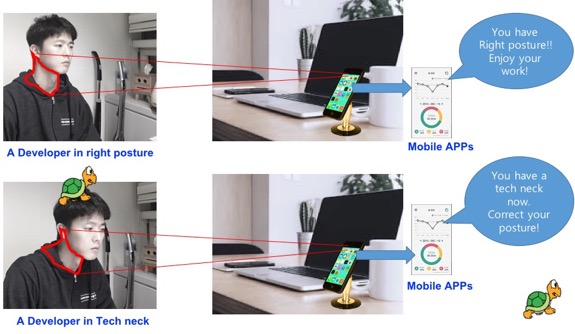 You have
Right posture!!
Enjoy your
work!
A Developer in right posture
Mobile APPs
You have a
tech neck
now.
Correct your
posture!
A Developer in Tech neck
Mobile APPs